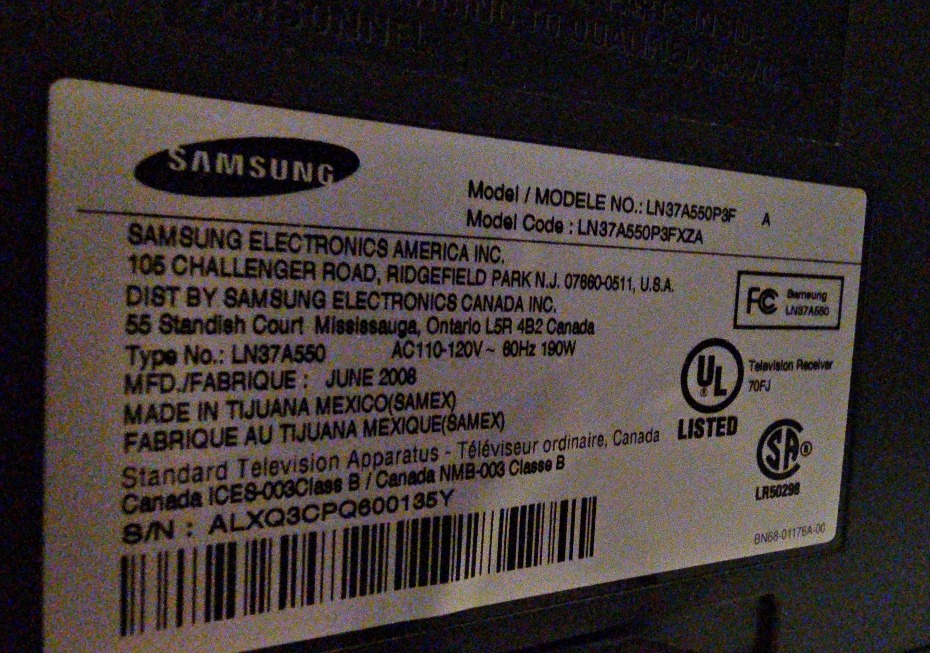 PARTS INSIDE
TO QUALIFIED
SAMSUNG
Model / MODELE NO.: LN37A550P3F A
Model Code : LN37A550P3FXZA
SAMSUNG ELECTRONICS AMERICA INC.
105 CHALLENGER ROAD, RIDGEFIELD PARK N.J. 07660-0511, U.S.A.
DIST BY SAMSUNG ELECTRONICS CANADA INC.
55 Standish Court Mississauga, Ontario L5R 4B2 Canada
Type No.: LN37A550 AC110-120V~ 60Hz 190W
MFD./FABRIQUE : JUNE 2008
MADE IN TIJUANA MEXICO(SAMEX)
FABRIQUE AU TIJUANA MEXIQUE(SAMEX)
Standard Television Apparatus - Téléviseur ordinaire, Canada
Canada ICES-003Class B / Canada NMB-003 Classe B
S/N : ALXQ3CPQ600135Y
FC Samsung
LN37A550
UL ®
LISTED
Television Receiver
70FJ
SA ®
LR50298
BN68-01176A-00